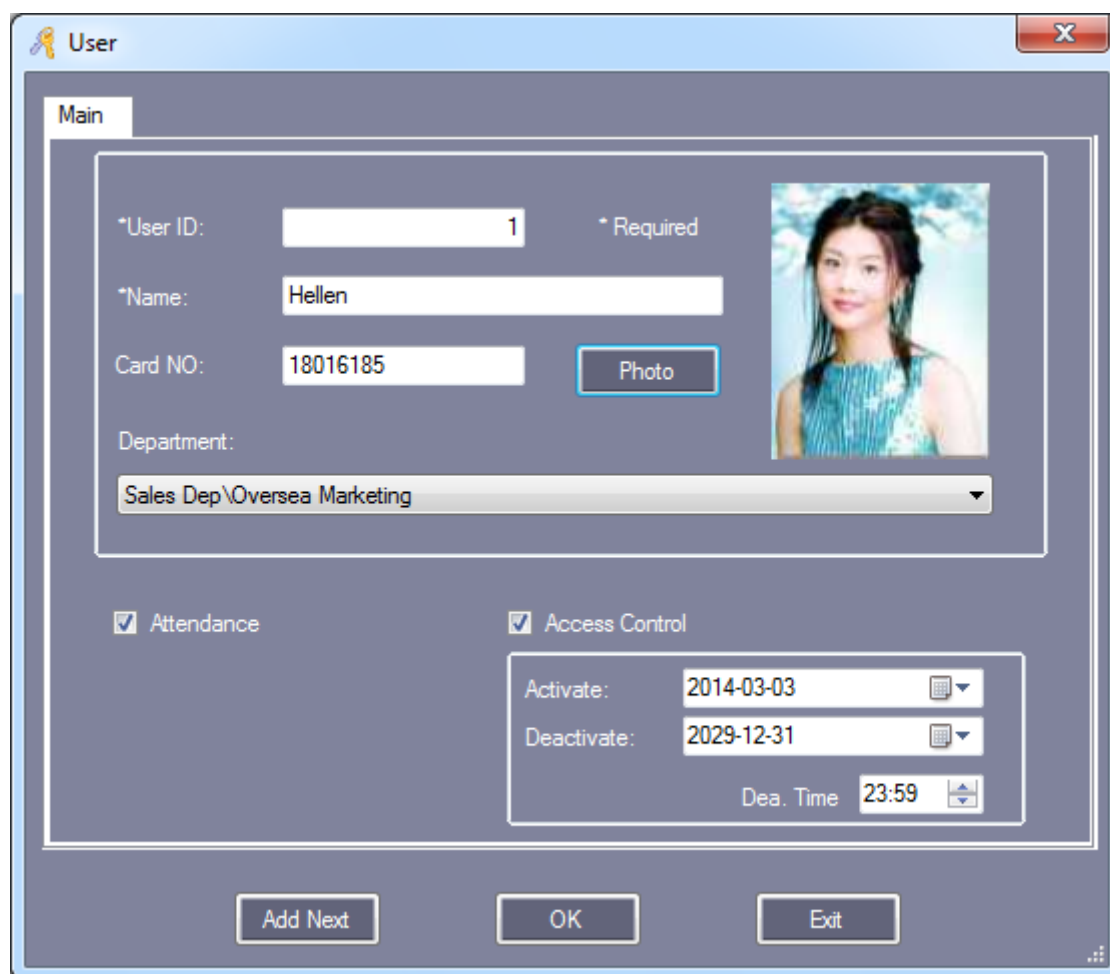 User
Main
*User ID: 1 * Required
*Name: Hellen
Card NO: 18016185 Photo
Department:
Sales Dep\Oversea Marketing
Attendance Access Control
Activate: 2014-03-03
Deactivate: 2029-12-31
Dea. Time 23:59
Add Next OK Exit